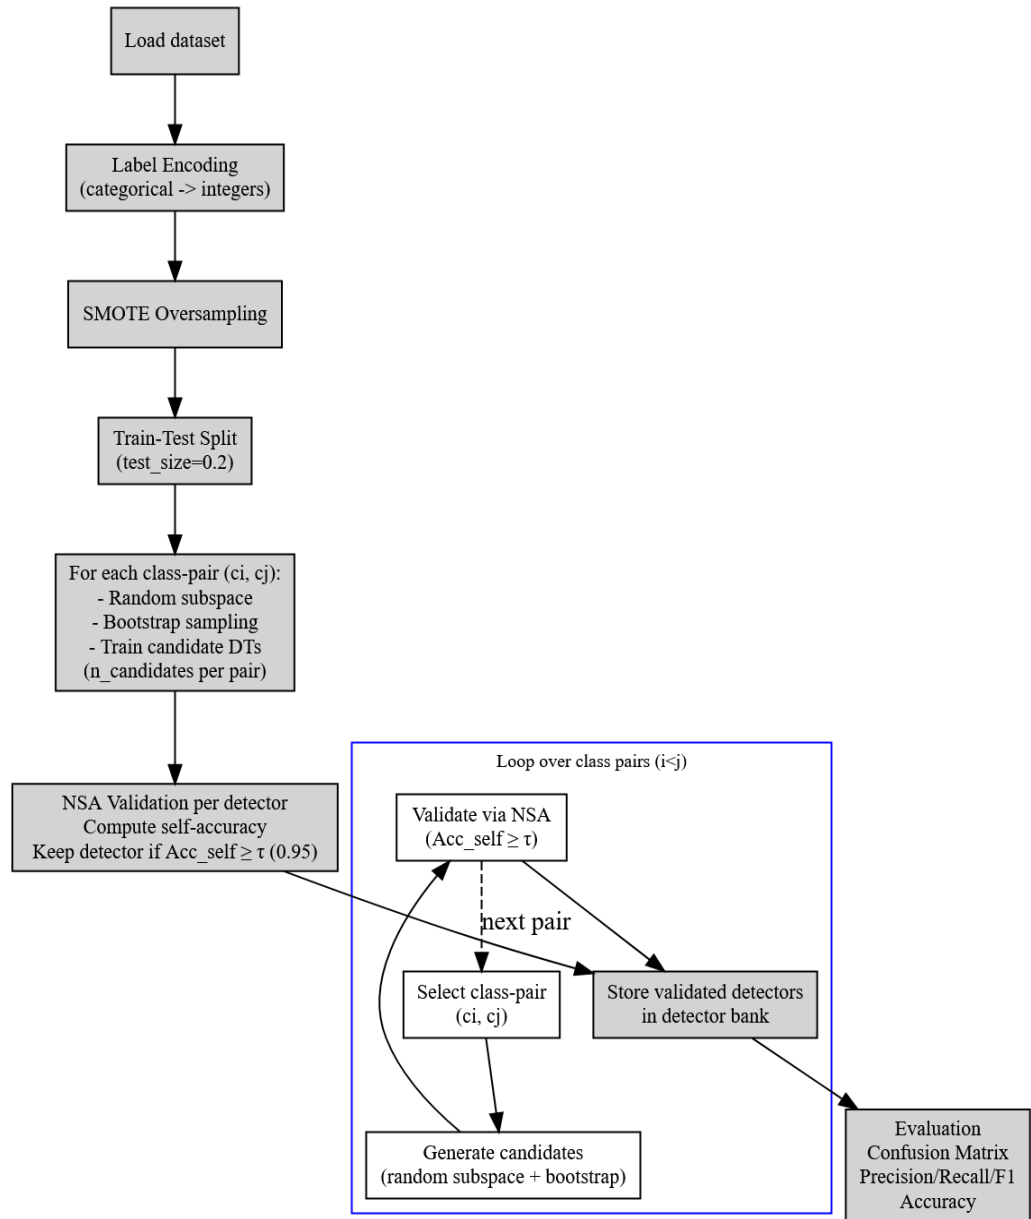 Load dataset
Label Encoding
(categorical -> integers)
SMOTE Oversampling
Train-Test Split
(test_size=0.2)
For each class-pair (ci, cj):
- Random subspace
- Bootstrap sampling
- Train candidate DTs
(n_candidates per pair)
NSA Validation per detector
Compute self-accuracy
Keep detector if Acc_self ≥ τ (0.95)
Loop over class pairs (i<j)
Validate via NSA
(Acc_self ≥ τ)
next pair
Select class-pair
(ci, cj)
Store validated detectors
in detector bank
Generate candidates
(random subspace + bootstrap)
Evaluation
Confusion Matrix
Precision/Recall/F1
Accuracy